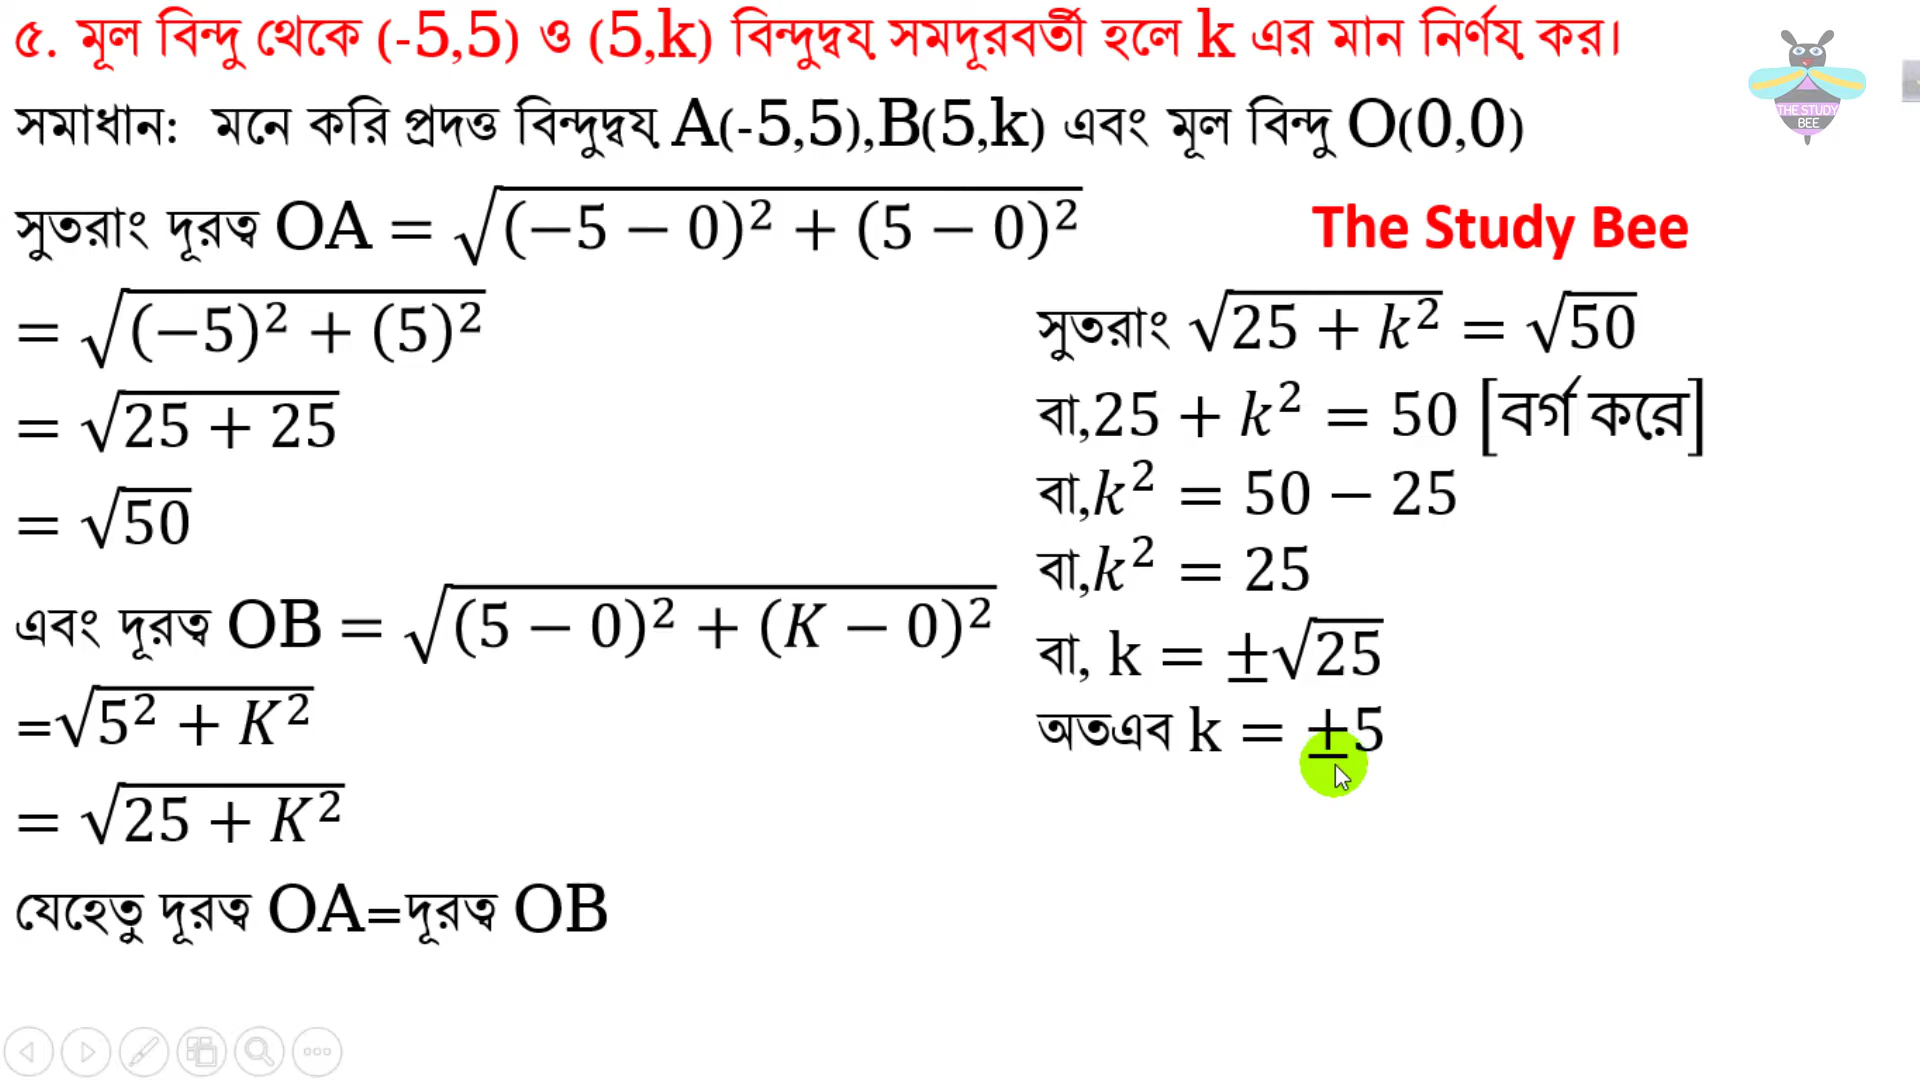 ৫. মূল বিন্দু থেকে (-5,5) ও (5,k) বিন্দুদ্বয় সমদূরবর্তী হলে k এর মান নির্ণয় কর।
সমাধান: মনে করি প্রদত্ত বিন্দুদ্বয় A(-5,5),B(5,k) এবং মূল বিন্দু O(0,0)
সুতরাং দূরত্ব OA = √(−5 − 0)² + (5 − 0)²
= √(−5)² + (5)²
= √25 + 25
= √50
এবং দূরত্ব OB = √(5 − 0)² + (K − 0)²
=√5² + K²
= √25 + K²
যেহেতু দূরত্ব OA=দূরত্ব OB
The Study Bee
সুতরাং √25 + k² = √50
বা,25 + k² = 50 [বর্গ করে]
বা,k² = 50 − 25
বা,k² = 25
বা, k = ±√25
অতএব k = ±5
THE STUDY
BEE